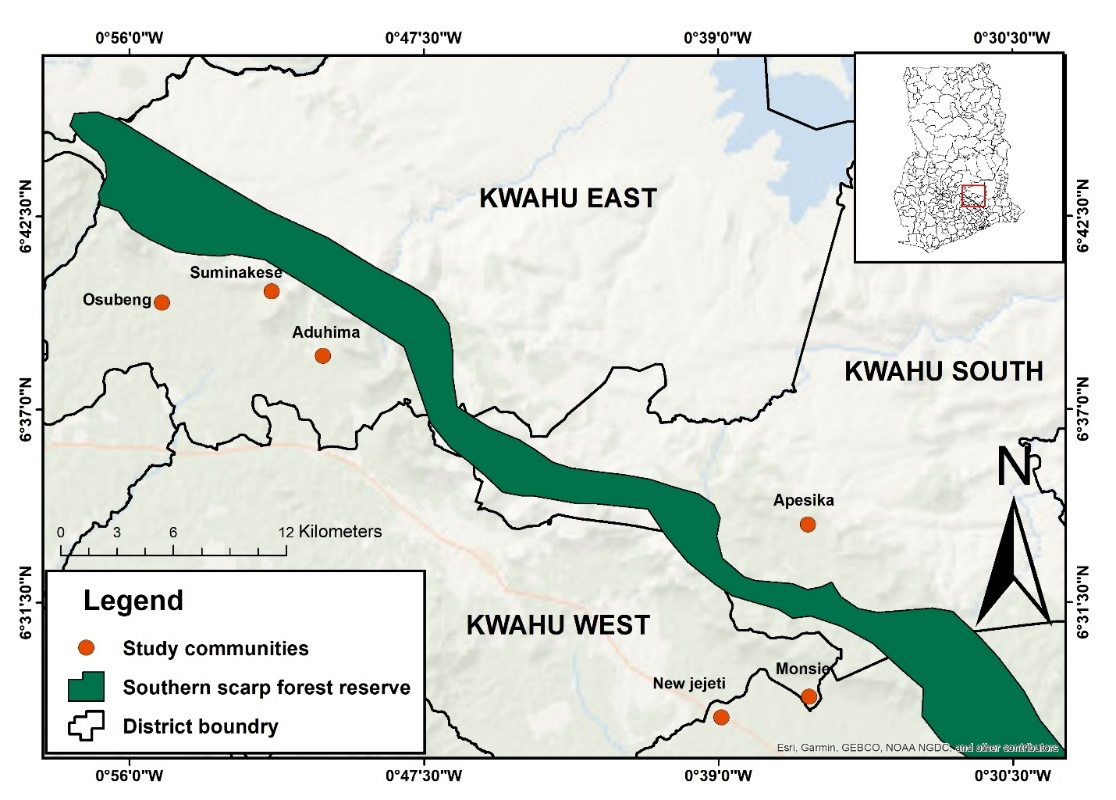 0°56'0"W 0°47'30"W 0°39'0"W 0°30'30"W
6°42'30"N 6°42'30"N
KWAHU EAST
Suminakese
Osubeng
Aduhima
KWAHU SOUTH
6°37'0"N 6°37'0"N
N
Apesika
0 3 6 12 Kilometers
6°31'30"N 6°31'30"N
KWAHU WEST
Legend
Study communities
Southern scarp forest reserve
District boundry
Monsie
New jejeti
Esri, Garmin, GEBCO, NOAA NGDC, and other contributors
0°56'0"W 0°47'30"W 0°39'0"W 0°30'30"W